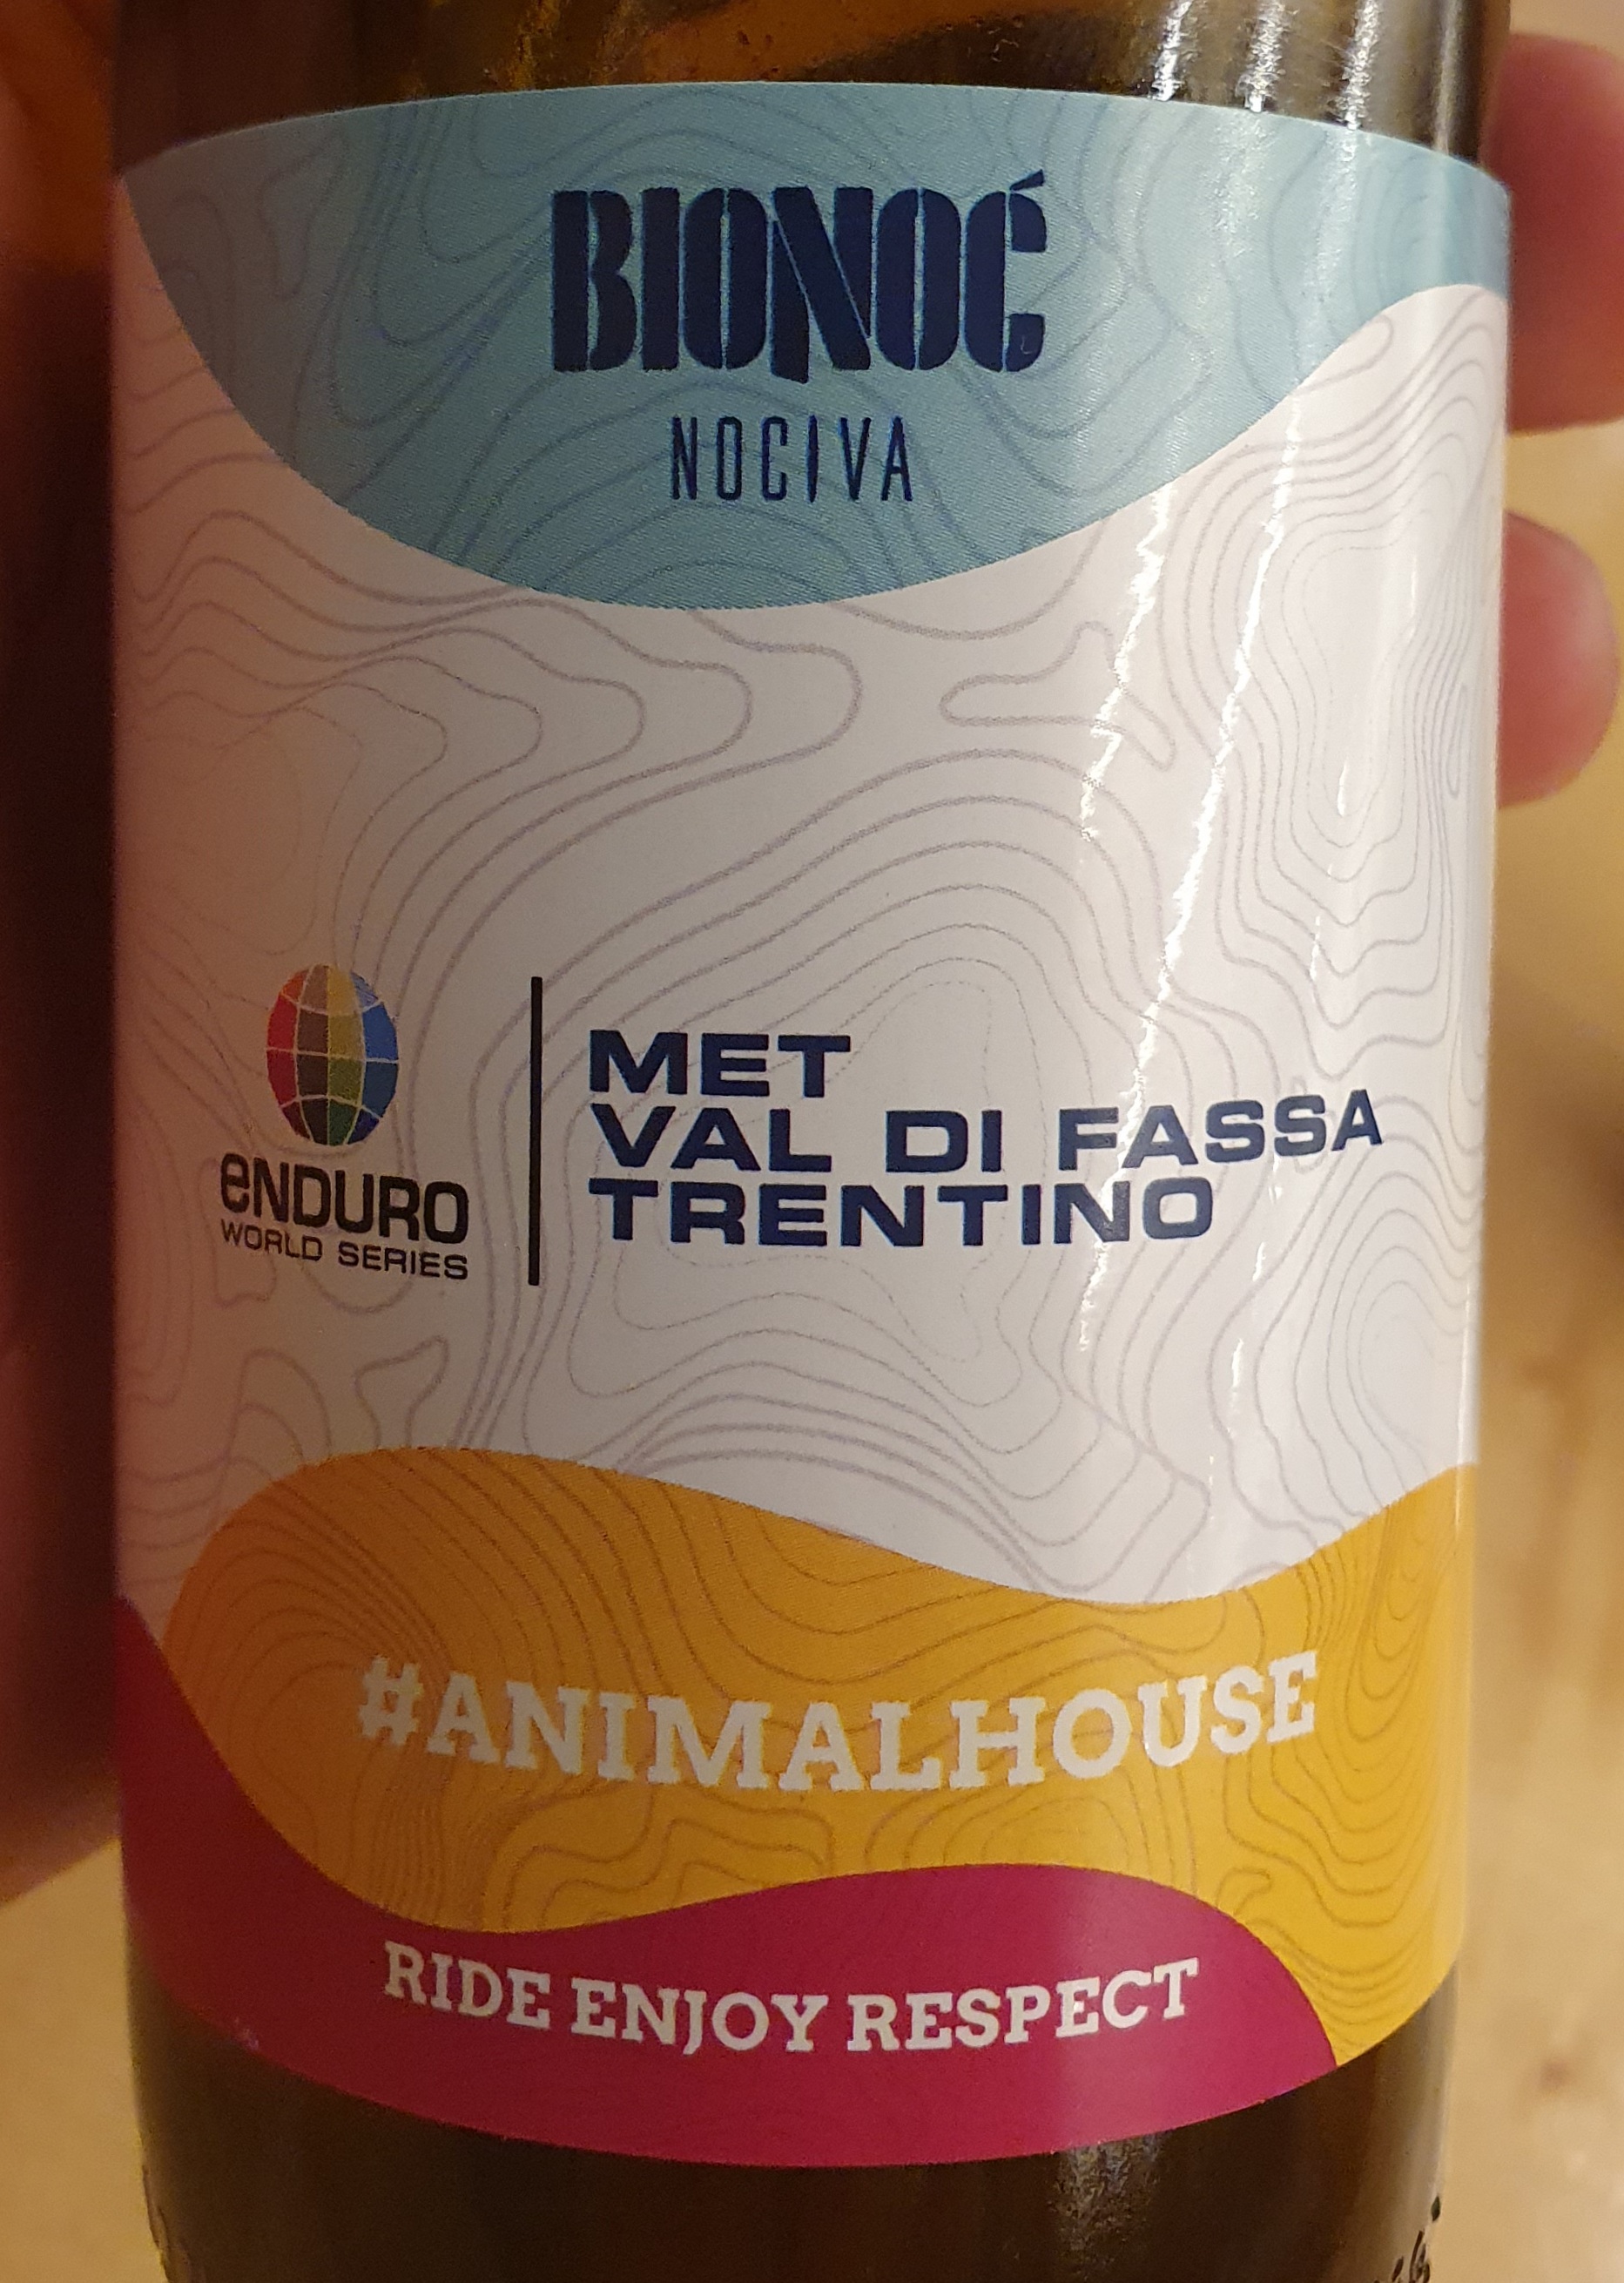 BIONOĆ
NOCIVA
ENDURO
WORLD SERIES
MET
VAL DI FASSA
TRENTINO
#ANIMALHOUSE
RIDE ENJOY RESPECT